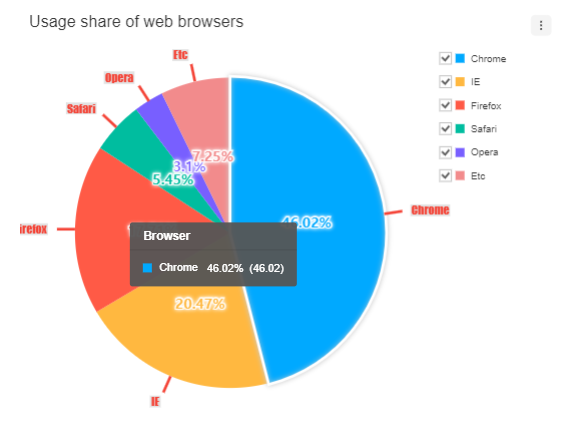 Usage share of web browsers
Etc
Opera
Safari
Chrome
IE
Firefox
Safari
Opera
Etc
7.25%
3.1%
5.45%
Chrome
46.02%
irefox
Browser
Chrome 46.02% (46.02)
20.47%
IE